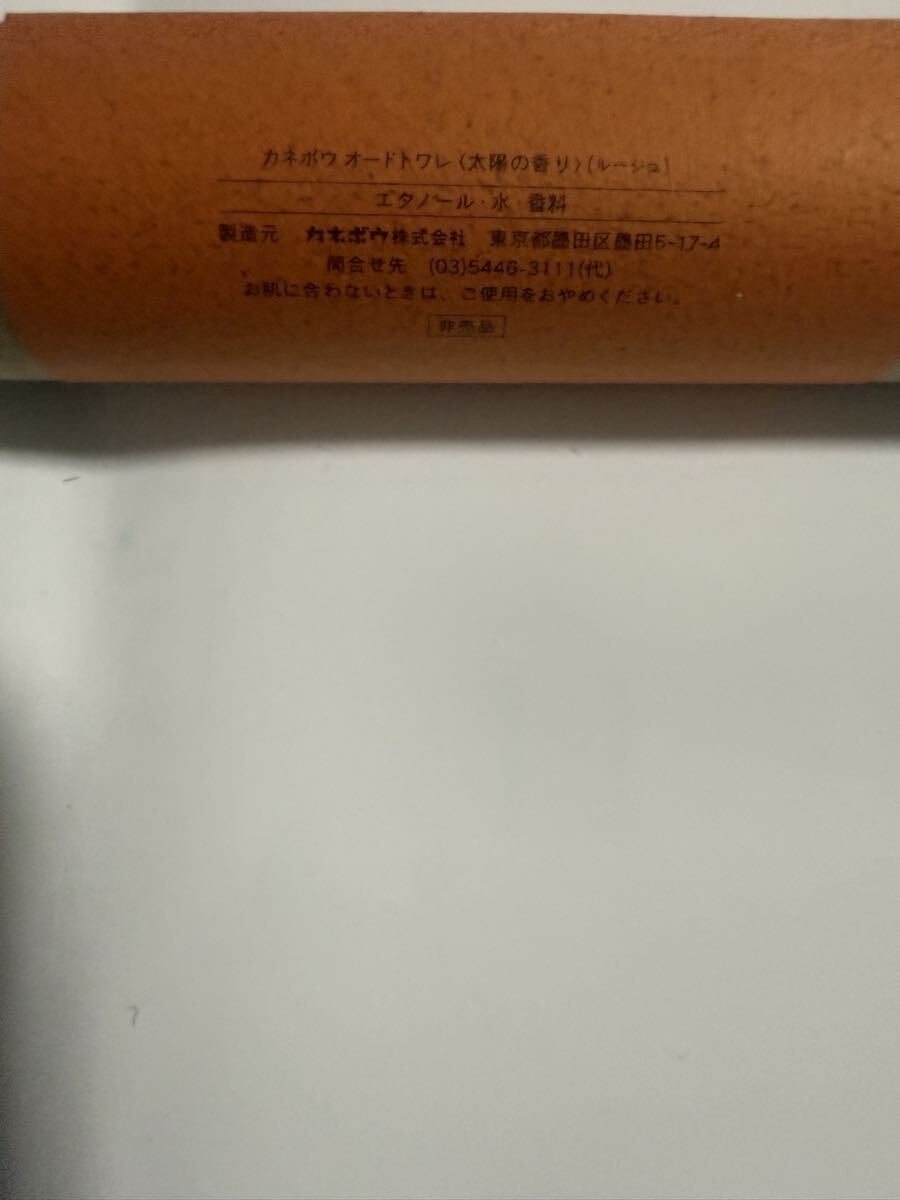 カネボウ オードトワレ〈太陽の香り〉(ルージュ)
エタノール・水・香料
製造元 カネボウ株式会社 東京都墨田区墨田5-17-4
問合せ先 (03)5446-3111(代)
お肌に合わないときは、ご使用をおやめください。
非売品